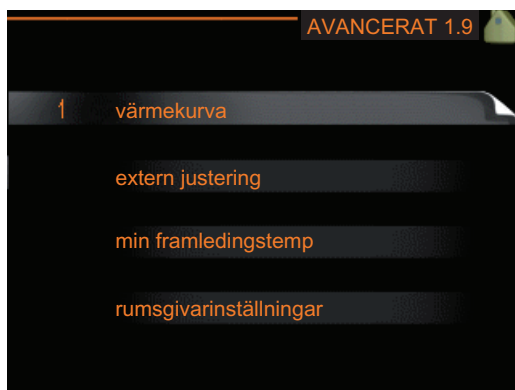 AVANCERAT 1.9
1 värmekurva
extern justering
min framledingstemp
rumsgivarinställningar